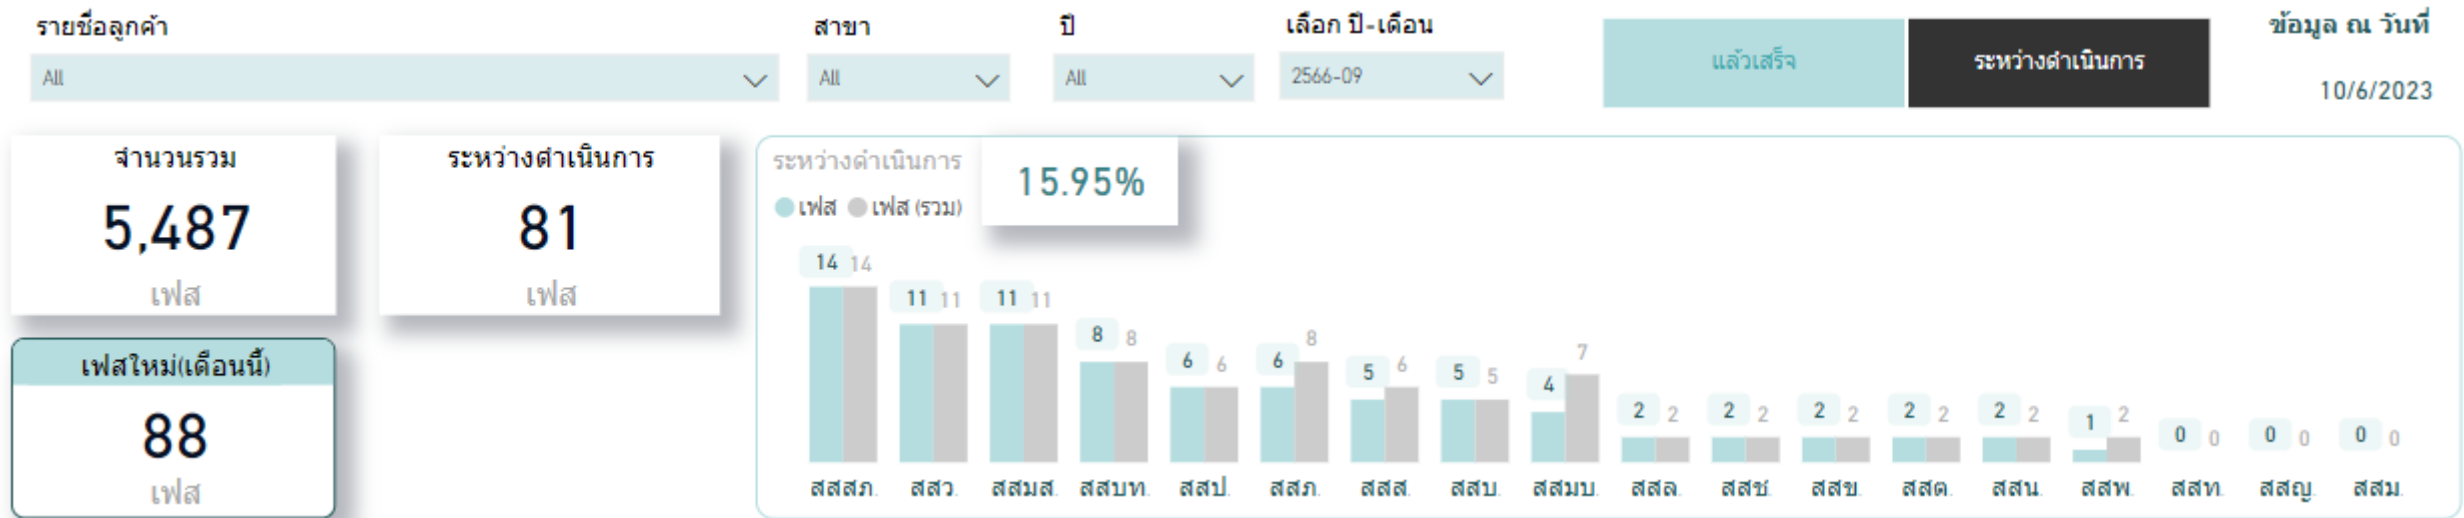 รายชื่อลูกค้า สาขา ปี เลือก ปี-เดือน ข้อมูล ณ วันที่
All All All 2566-09 แล้วเสร็จ ระหว่างดำเนินการ 10/6/2023
จำนวนรวม
5,487
เฟส
ระหว่างดำเนินการ
81
เฟส
เฟสใหม่(เดือนนี้)
88
เฟส
ระหว่างดำเนินการ 15.95%
เฟส เฟส (รวม)
14 14 11 11 11 11 8 8 6 6 6 8 5 6 5 5 4 7 2 2 2 2 2 2 2 2 2 2 1 2 0 0 0 0 0 0
สสสภ. สสว. สสมส. สสบท. สสป. สสภ. สสส. สสบ. สสมบ. สสล. สสช. สสข. สสต. สสน. สสพ. สสท. สสญ. สสม.